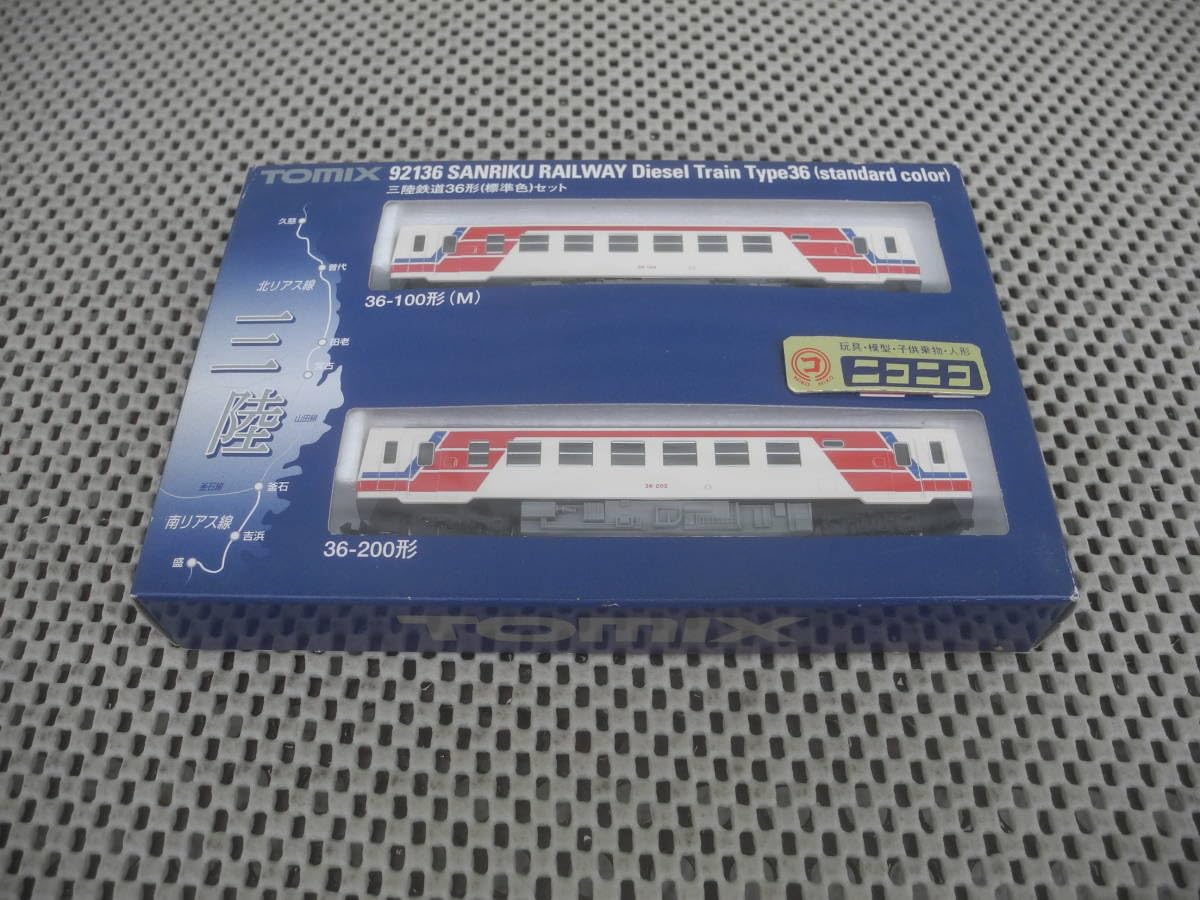 TOMIX 92136 SANRIKU RAILWAY Diesel Train Type36 (standard color)
三陸鉄道36形(標準色)セット
久慈
普代
北リアス線
田老
宮古
三陸
山田線
釜石線
釜石
南リアス線
吉浜
盛
36-100形(M)
玩具・模型・子供乗物・人形
コ
NIKO NIKO
ニコニコ
36 202
36-200形
TOMIX